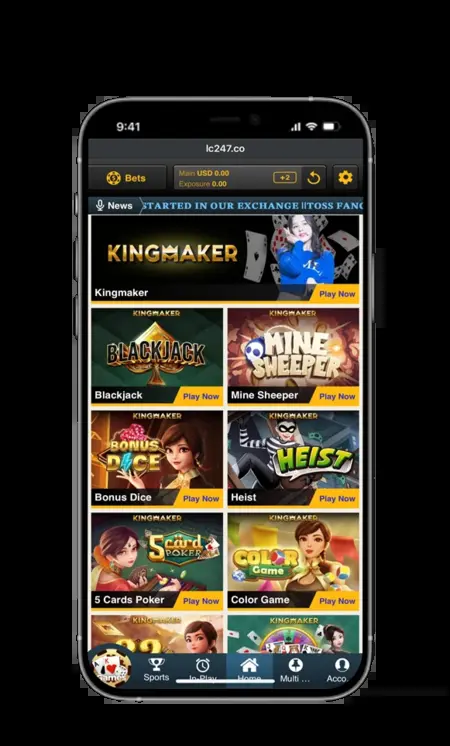 9:41
lc247.co
Bets
Main USD 0.00
Exposure 0.00
+2
News
STARTED IN OUR EXCHANGE ||TOSS FANC
KINGMAKER
Kingmaker
Play Now
KINGMAKER
BLACKJACK
Blackjack
Play Now
KINGMAKER
MINE
SHEEPER
Mine Sheeper
Play Now
KINGMAKER
BONUS
DICE
Bonus Dice
Play Now
KINGMAKER
HEIST
Heist
Play Now
KINGMAKER
5 card
POKER
5 Cards Poker
Play Now
KINGMAKER
COLOR
Game
Color Game
Play Now
KINGMAKER
KINGMAKER
Games
Sports
In-Play
Home
Multi ...
Acco.